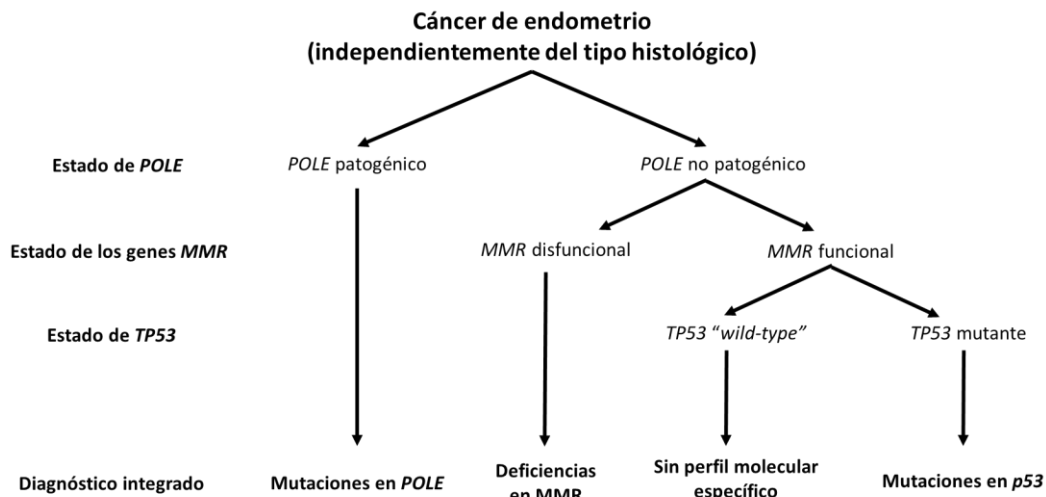 Cáncer de endometrio
(independientemente del tipo histológico)
Estado de POLE
POLE patogénico
POLE no patogénico
Estado de los genes MMR
MMR disfuncional
MMR funcional
Estado de TP53
TP53 “wild-type”
TP53 mutante
Diagnóstico integrado
Mutaciones en POLE
Deficiencias
en MMR
Sin perfil molecular
específico
Mutaciones en p53